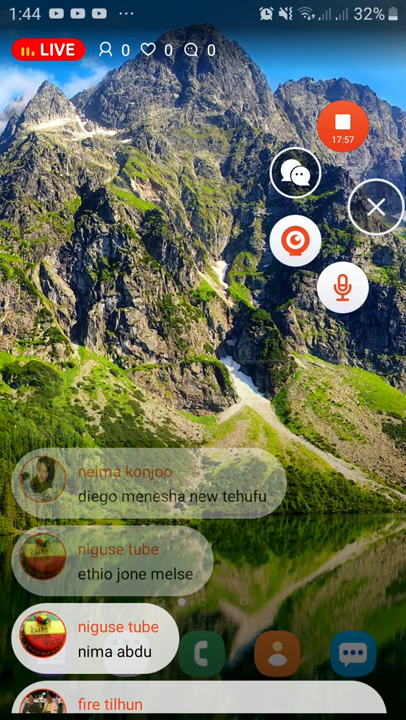 1:44
32%
LIVE
0
0
0
17:57
neima konjoo
diego menesha new tehufu
niguse tube
ethio jone melse
niguse tube
nima abdu
fire tilhun